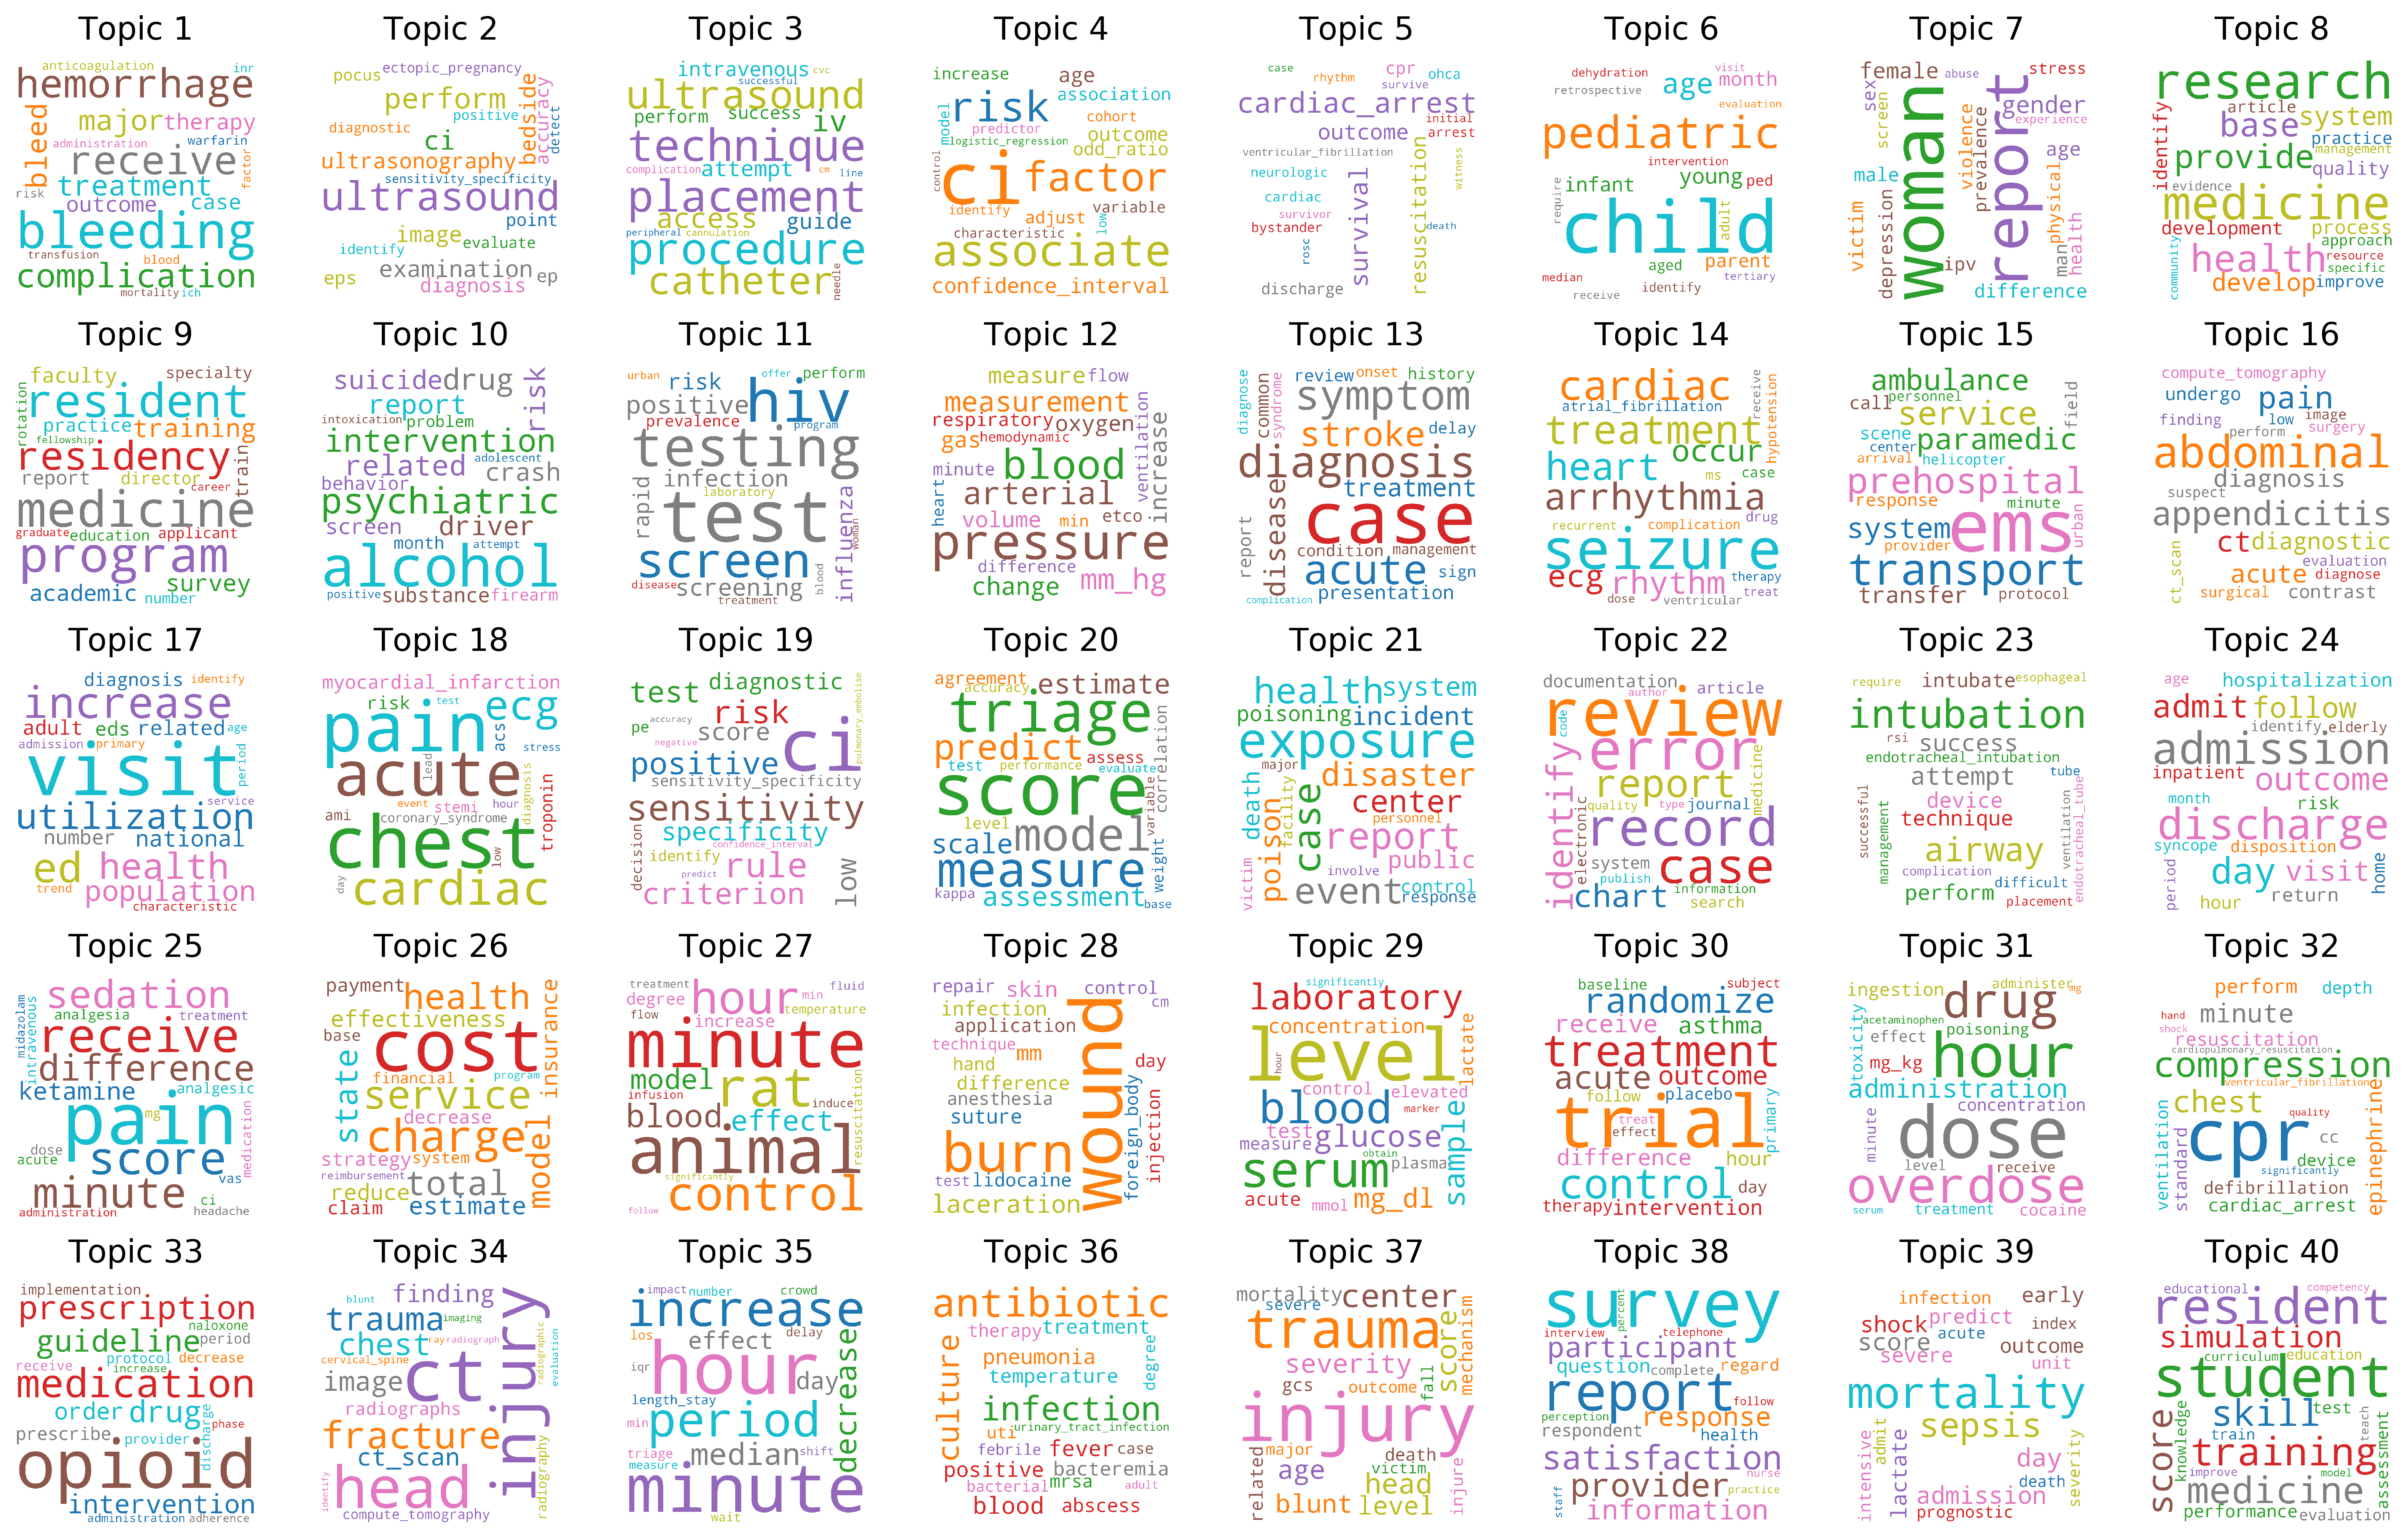 Topic 1
anticoagulation inr
hemorrhage
bleed major therapy
administration warfarin
receive factor
treatment
risk outcome case
bleeding
transfusion blood
complication
mortality ich
Topic 2
pocus ectopic_pregnancy
perform bedside accuracy
positive detect
diagnostic ci
ultrasonography
sensitivity_specificity
ultrasound
point
image evaluate
identify
examination
eps diagnosis ep
Topic 3
intravenous cvc
successful
ultrasound
perform success iv
technique
complication attempt cm line
placement
access guide
peripheral cannulation
procedure
catheter needle
Topic 4
increase age
risk association
model predictor cohort
logistic_regression outcome
odd_ratio
control ci factor
identify adjust low variable
characteristic
associate
confidence_interval
Topic 5
case rhythm cpr ohca
survive
cardiac_arrest
outcome initial
arrest
ventricular_fibrillation
neurologic witness
cardiac survival resuscitation
survivor
bystander death
rosc
discharge
Topic 6
dehydration visit
retrospective age month
evaluation
pediatric
intervention
infant young ped
require child adult
aged parent
median tertiary
receive identify
Topic 7
female abuse stress
sex screen woman report gender
experience
violence prevalence age
male physical
victim depression ipv man health
difference
Topic 8
research
identify article system
base practice
provide management
quality
evidence
medicine
development process
approach
community health resource
specific
develop improve
Topic 9
faculty specialty
rotation resident
practice training
fellowship
residency train
report director career
medicine
graduate education applicant
program
academic number survey
Topic 10
suicide drug risk
report
intoxication problem
intervention
related adolescent
behavior crash
psychiatric
screen driver
month attempt
alcohol
positive substance firearm
Topic 11
urban risk offer perform
positive hiv
prevalence program
testing
rapid infection
laboratory
test influenza woman
screen
disease screening blood
treatment
Topic 12
measure flow
measurement
respiratory oxygen ventilation increase
gas hemodynamic
minute blood
heart arterial
volume min etco
pressure
difference
change mm_hg
Topic 13
diagnose common syndrome review onset history
symptom
stroke delay
diagnosis
disease treatment
case
report condition management
acute sign
complication presentation
Topic 14
cardiac receive
atrial_fibrillation hypotension
treatment
heart occur
ms case
arrhythmia
drug
recurrent complication
seizure
ecg rhythm therapy
treat
dose ventricular
Topic 15
ambulance
call personnel field
service
scene paramedic
center
arrival helicopter
prehospital
response minute
system ems urban
provider
transport
transfer protocol
Topic 16
compute_tomography
undergo pain
finding low image
perform surgery
abdominal
diagnosis
suspect
appendicitis
ct diagnostic
evaluation
ct_scan acute diagnose
surgical contrast
Topic 17
diagnosis identify
increase
adult eds related age
admission primary
visit period
service
utilization
number national
ed health
trend population
characteristic
Topic 18
myocardial_infarction
risk test
pain ecg
acs stress
acute lead
event stemi hour diagnosis troponin
ami coronary_syndrome
chest low
day cardiac
Topic 19
test diagnostic pulmonary_embolism
risk
pe accuracy score ci
negative
positive
sensitivity_specificity
sensitivity
decision specificity
confidence_interval
identify rule low
predict
criterion
Topic 20
agreement estimate
accuracy
triage correlation
predict assess
test performance evaluate
score variable
level model
scale weight
measure
kappa assessment base
Topic 21
health system
poisoning incident
exposure
major disaster
death facility case center
personnel
poison report
public
involve
victim event control
response
Topic 22
documentation
author article
code review
error
identify report medicine
quality type journal
electronic record
system case
publish
chart information
search
Topic 23
require intubate esophageal
intubation
rsi success
endotracheal_intubation
attempt tube
successful management device ventilation endotracheal_tube
technique
airway
complication difficult
perform placement
Topic 24
age hospitalization
admit follow
identify elderly
admission
inpatient outcome
month risk
discharge
syncope disposition
day visit home
period return
hour
Topic 25
midazolam intravenous sedation
analgesia treatment
receive
difference
ketamine analgesic
pain mg medication
dose
acute score vas
minute ci
administration headache
Topic 26
payment health insurance
effectiveness
base cost
state financial program
service
decrease
charge model
strategy system
reimbursement total
reduce
claim estimate
Topic 27
treatment hour min fluid
degree temperature
flow increase
minute
model rat
infusion induce resuscitation
blood effect
animal
significantly
control
follow
Topic 28
repair skin control
infection cm
application wound
technique mm
hand day
difference
anesthesia foreign_body injection
suture
burn
test lidocaine
laceration
Topic 29
significantly
laboratory
concentration lactate
level
hour
control elevated
blood marker
test sample
measure glucose
obtain
serum plasma
acute mmol mg_dl
Topic 30
baseline subject
randomize
receive asthma
treatment
acute outcome
follow placebo primary
trial
treat
effect
difference hour
control day
therapy intervention
Topic 31
ingestion administer mg
drug
toxicity acetaminophen
effect poisoning
mg_kg hour
administration
minute concentration
dose
level receive
overdose
serum treatment cocaine
Topic 32
perform depth
hand minute
shock resuscitation
cardiopulmonary_resuscitation
compression
ventricular_fibrillation
ventilation standard chest epinephrine
quality
cpr cc
device
significantly
defibrillation
cardiac_arrest
Topic 33
implementation
prescription
naloxone
guideline period
protocol decrease
receive increase
medication
order drug phase
prescribe provider discharge
opioid
intervention
administration adherence
Topic 34
blunt finding injury
trauma imaging
chest ray radiograph radiographic evaluation
cervical_spine
image ct
radiographs
fracture
ct_scan radiography
identify head
compute_tomography
Topic 35
impact number crowd
increase
los effect delay decrease
iqr hour day
length_stay
min period
triage median shift
measure
minute
wait
Topic 36
antibiotic
therapy treatment
culture pneumonia degree
temperature
infection
uti urinary_tract_infection
febrile fever case
positive bacteremia
bacterial mrsa adult
blood abscess
Topic 37
mortality center mechanism
severe score
trauma
severity
gcs outcome fall
injury
related major death
age victim injure
head
blunt level
Topic 38
survey
interview percent telephone
participant
question complete regard
report follow
perception response
respondent health
satisfaction
staff provider nurse
practice
information
Topic 39
infection early
shock predict index
score acute
severe outcome
unit
mortality
intensive admit sepsis
lactate day severity
death
admission
prognostic
Topic 40
educational competency
resident
simulation
curriculum education
student
score knowledge skill test teach assessment
train
training
improve model
medicine
performance evaluation